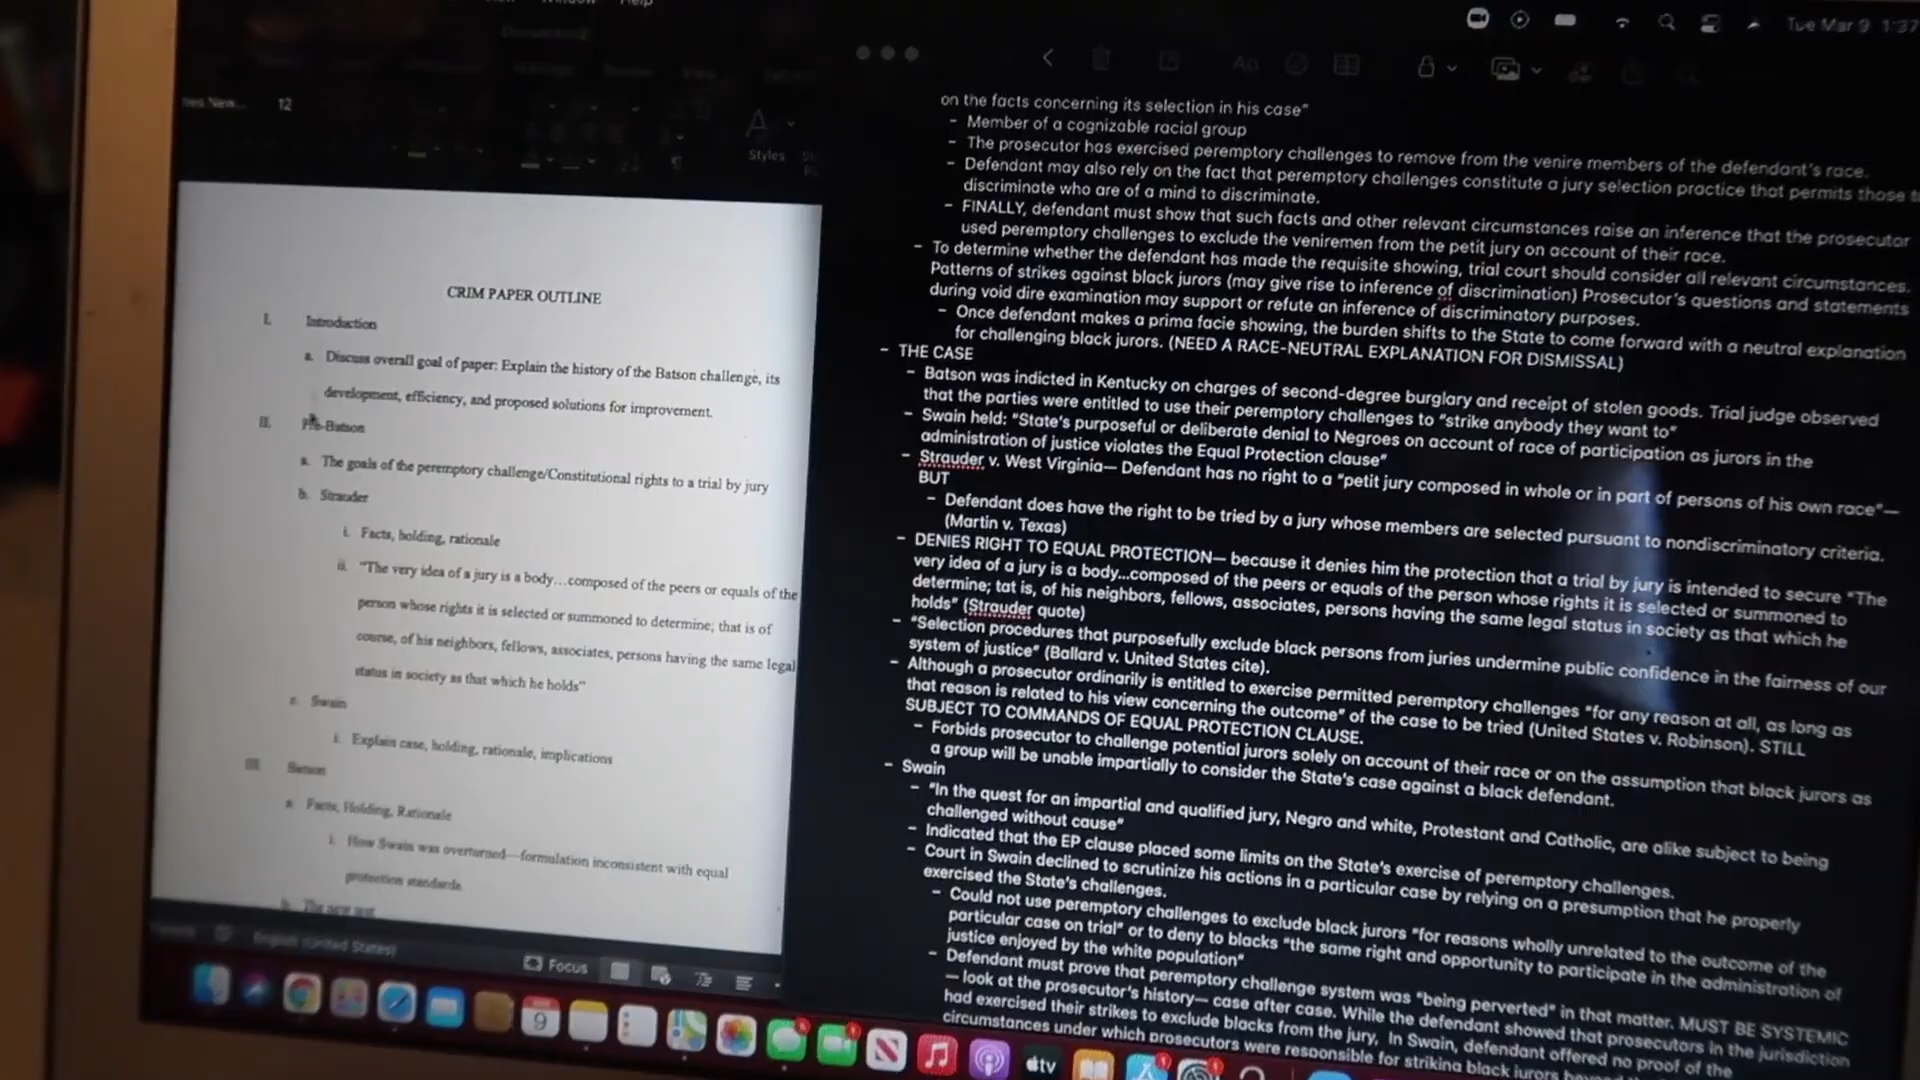 Window Help
Tue Mar 9 1:37
12
Styles
CRIM PAPER OUTLINE
I. Introduction
a. Discuss overall goal of paper: Explain the history of the Batson challenge, its
development, efficiency, and proposed solutions for improvement.
II. Pre-Batson
a. The goals of the peremptory challenge/Constitutional rights to a trial by jury
b. Strauder
i. Facts, holding, rationale
ii. "The very idea of a jury is a body…composed of the peers or equals of the
person whose rights it is selected or summoned to determine; that is of
course, of his neighbors, fellows, associates, persons having the same legal
status in society as that which he holds"
c. Swain
i. Explain case, holding, rationale, implications
III. Batson
a. Facts, Holding, Rationale
i. How Swain was overturned—formulation inconsistent with equal
protection standards
b. The new test
English (United States)
Focus
on the facts concerning its selection in his case"
- Member of a cognizable racial group
- The prosecutor has exercised peremptory challenges to remove from the venire members of the defendant's race.
- Defendant may also rely on the fact that peremptory challenges constitute a jury selection practice that permits those
discriminate who are of a mind to discriminate.
- FINALLY, defendant must show that such facts and other relevant circumstances raise an inference that the prosecutor
used peremptory challenges to exclude the veniremen from the petit jury on account of their race.
- To determine whether the defendant has made the requisite showing, trial court should consider all relevant circumstances.
Patterns of strikes against black jurors (may give rise to inference of discrimination) Prosecutor's questions and statements
during void dire examination may support or refute an inference of discriminatory purposes.
- Once defendant makes a prima facie showing, the burden shifts to the State to come forward with a neutral explanation
for challenging black jurors. (NEED A RACE-NEUTRAL EXPLANATION FOR DISMISSAL)
- THE CASE
- Batson was indicted in Kentucky on charges of second-degree burglary and receipt of stolen goods. Trial judge observed
that the parties were entitled to use their peremptory challenges to "strike anybody they want to"
- Swain held: "State's purposeful or deliberate denial to Negroes on account of race of participation as jurors in the
administration of justice violates the Equal Protection clause"
- Strauder v. West Virginia— Defendant has no right to a "petit jury composed in whole or in part of persons of his own race"—
BUT
- Defendant does have the right to be tried by a jury whose members are selected pursuant to nondiscriminatory criteria.
(Martin v. Texas)
- DENIES RIGHT TO EQUAL PROTECTION— because it denies him the protection that a trial by jury is intended to secure "The
very idea of a jury is a body...composed of the peers or equals of the person whose rights it is selected or summoned to
determine; tat is, of his neighbors, fellows, associates, persons having the same legal status in society as that which he
holds" (Strauder quote)
- "Selection procedures that purposefully exclude black persons from juries undermine public confidence in the fairness of our
system of justice" (Ballard v. United States cite).
- Although a prosecutor ordinarily is entitled to exercise permitted peremptory challenges "for any reason at all, as long as
that reason is related to his view concerning the outcome" of the case to be tried (United States v. Robinson). STILL
SUBJECT TO COMMANDS OF EQUAL PROTECTION CLAUSE.
- Forbids prosecutor to challenge potential jurors solely on account of their race or on the assumption that black jurors as
a group will be unable impartially to consider the State's case against a black defendant.
- Swain
- "In the quest for an impartial and qualified jury, Negro and white, Protestant and Catholic, are alike subject to being
challenged without cause"
- Indicated that the EP clause placed some limits on the State's exercise of peremptory challenges.
- Court in Swain declined to scrutinize his actions in a particular case by relying on a presumption that he properly
exercised the State's challenges.
- Could not use peremptory challenges to exclude black jurors "for reasons wholly unrelated to the outcome of the
particular case on trial" or to deny to blacks "the same right and opportunity to participate in the administration of
justice enjoyed by the white population"
- Defendant must prove that peremptory challenge system was "being perverted" in that matter. MUST BE SYSTEMIC
— look at the prosecutor's history— case after case. While the defendant showed that prosecutors in the jurisdiction
had exercised their strikes to exclude blacks from the jury, In Swain, defendant offered no proof of the
circumstances under which prosecutors were responsible for striking black jurors
9
tv